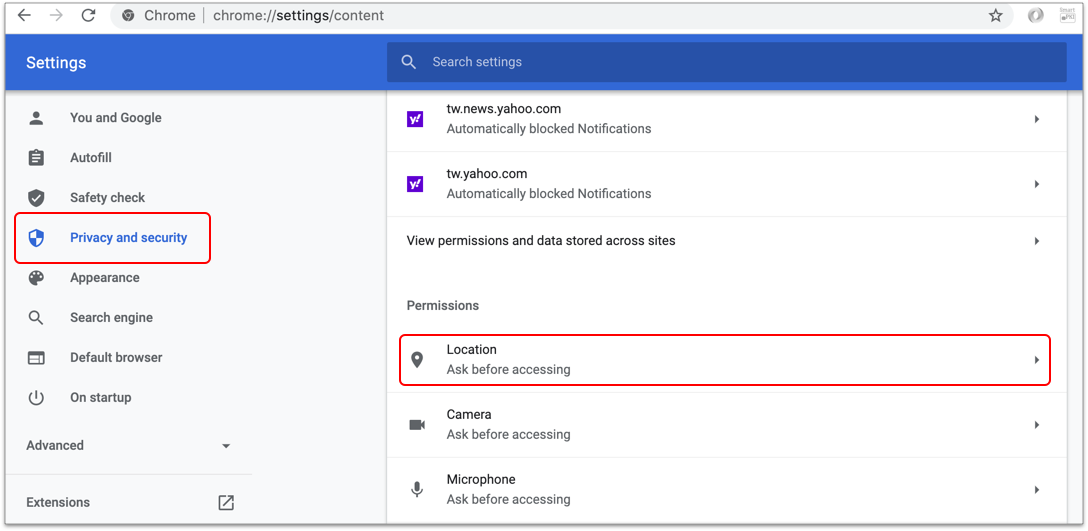 Chrome | chrome://settings/content
Smart
PKI
Settings
Search settings
You and Google
Autofill
Safety check
Privacy and security
Appearance
Search engine
Default browser
On startup
Advanced
Extensions
y!
tw.news.yahoo.com
Automatically blocked Notifications
y!
tw.yahoo.com
Automatically blocked Notifications
View permissions and data stored across sites
Permissions
Location
Ask before accessing
Camera
Ask before accessing
Microphone
Ask before accessing